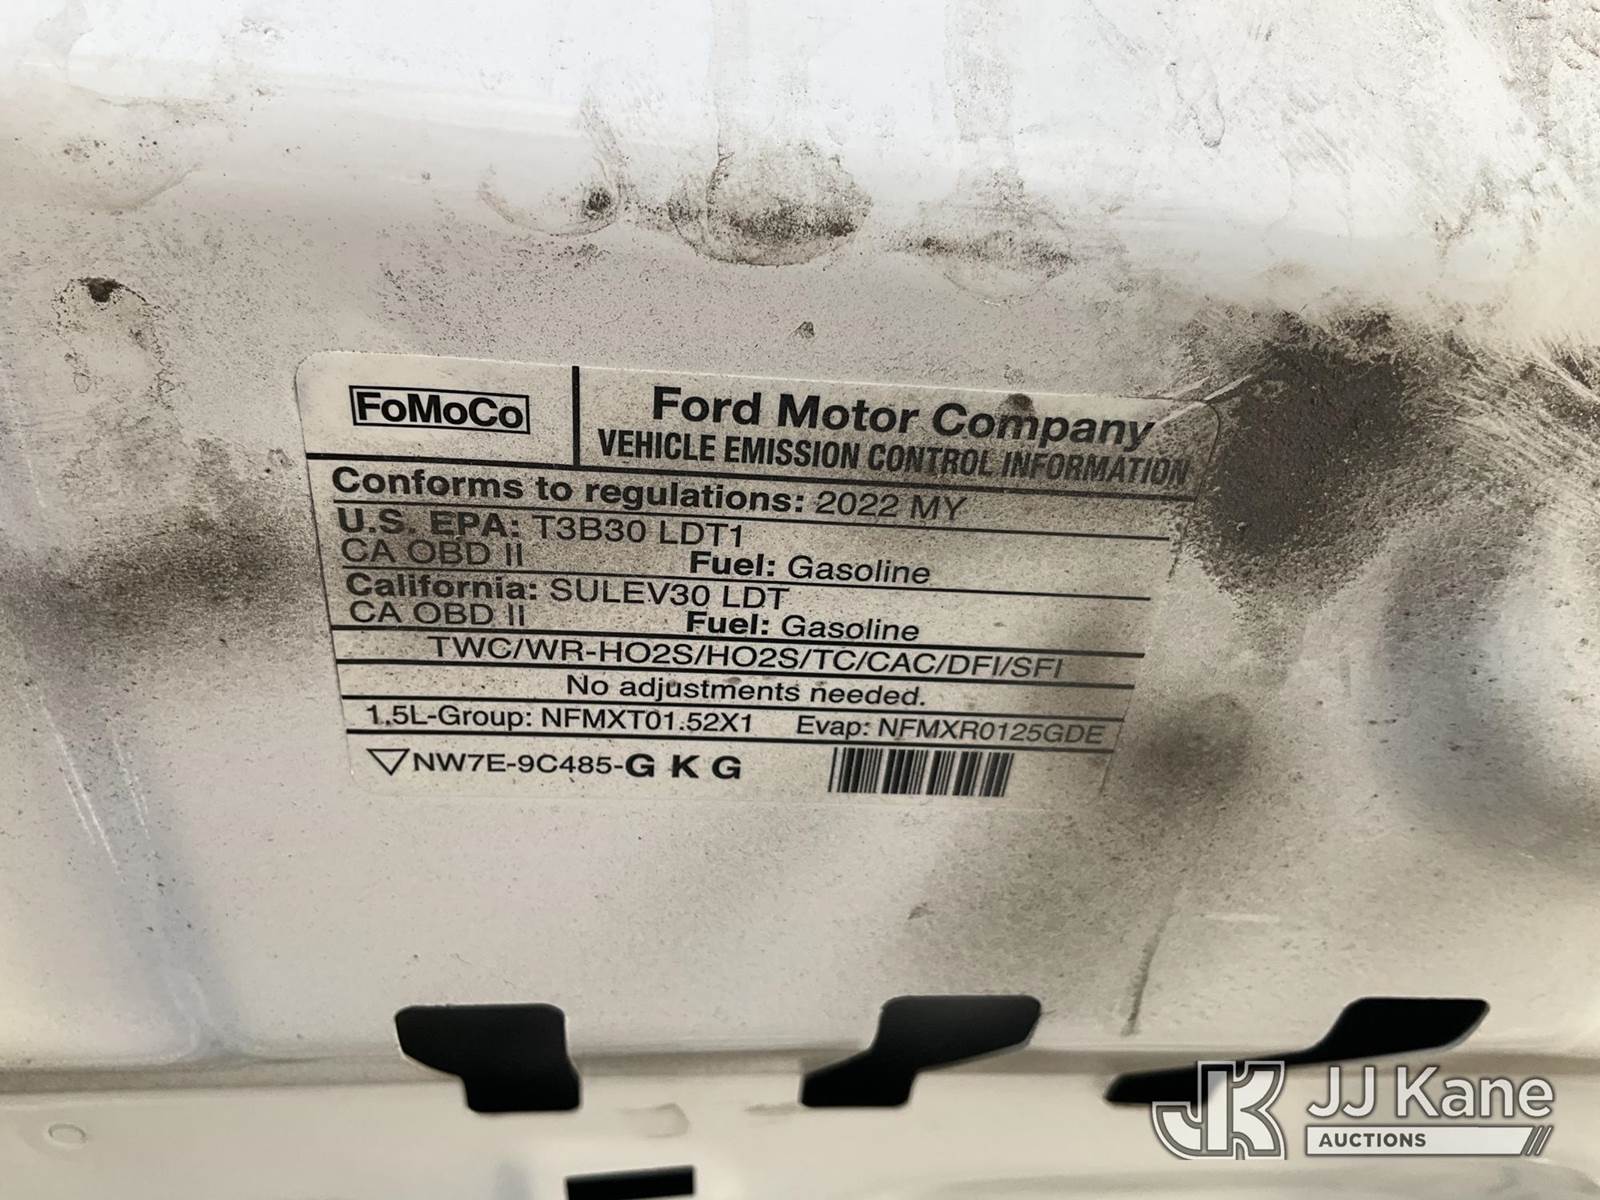 FoMoCo
Ford Motor Company
VEHICLE EMISSION CONTROL INFORMATION
Conforms to regulations: 2022 MY
U.S. EPA: T3B30 LDT1
CA OBD II Fuel: Gasoline
California: SULEV30 LDT
CA OBD II Fuel: Gasoline
TWC/WR-HO2S/HO2S/TC/CAC/DFI/SFI
No adjustments needed.
1.5L-Group: NFMXT01.52X1 Evap: NFMXR0125GDE
NW7E-9C485-G K G
JK JJ Kane
AUCTIONS